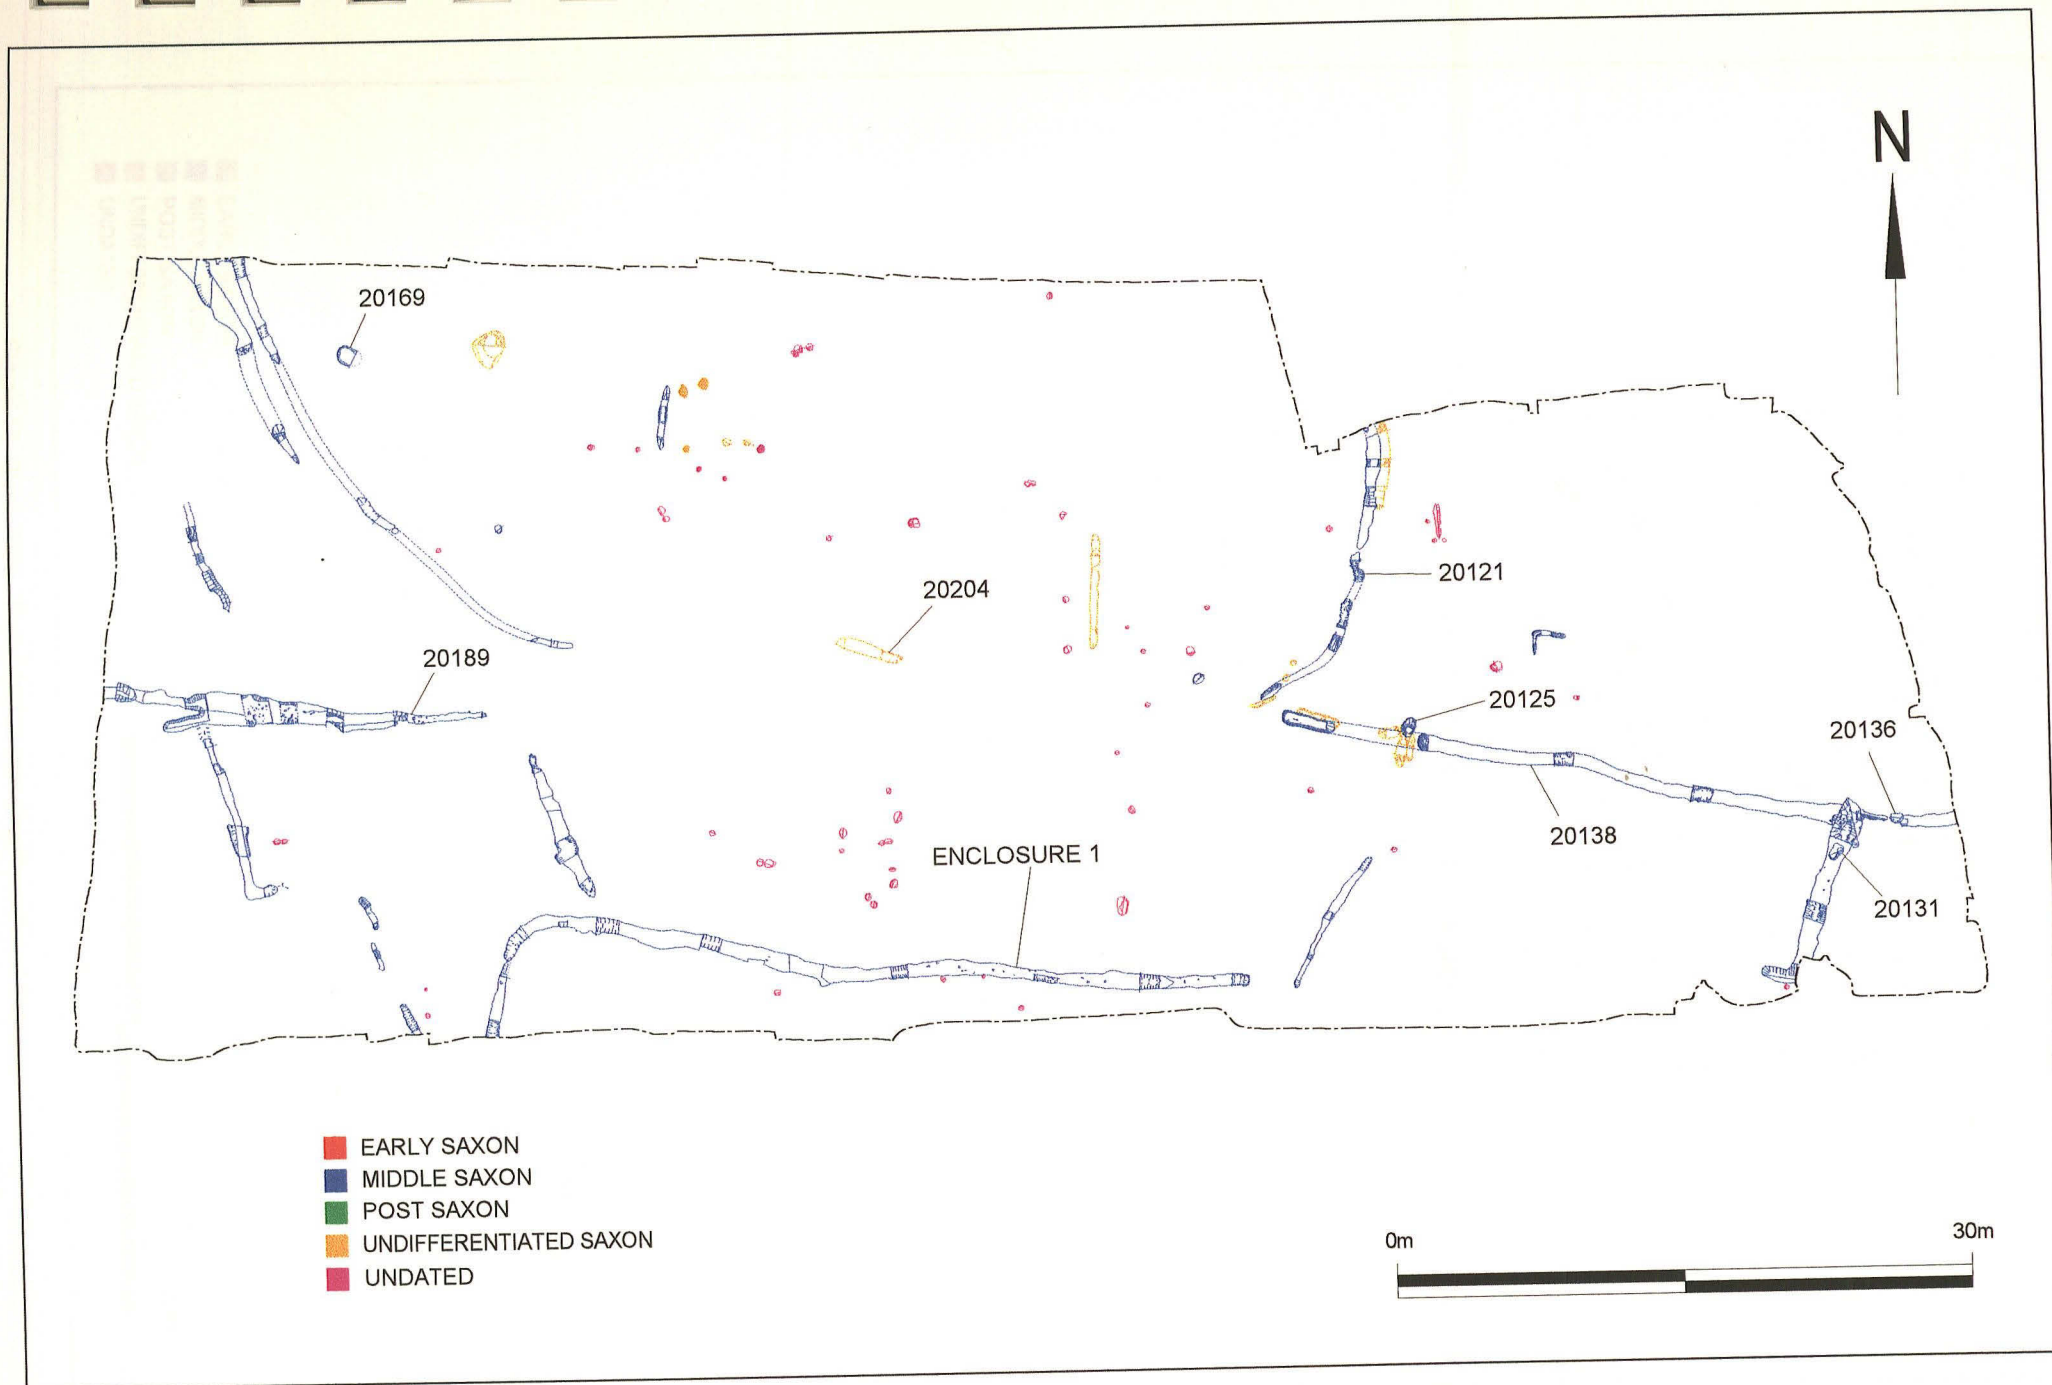 N
20169
20204
20121
20189
20125
20136
20138
ENCLOSURE 1
20131
EARLY SAXON
MIDDLE SAXON
POST SAXON
UNDIFFERENTIATED SAXON
UNDATED
0m
30m